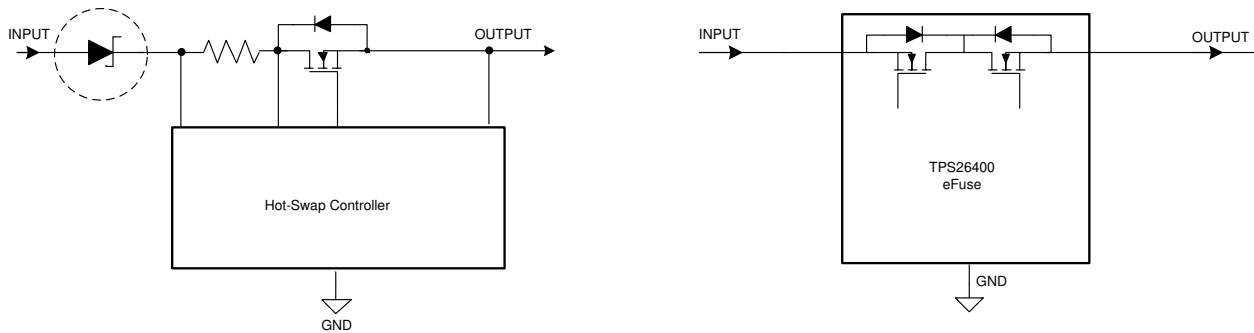 INPUT
OUTPUT
Hot-Swap Controller
GND
INPUT
OUTPUT
TPS26400
eFuse
GND